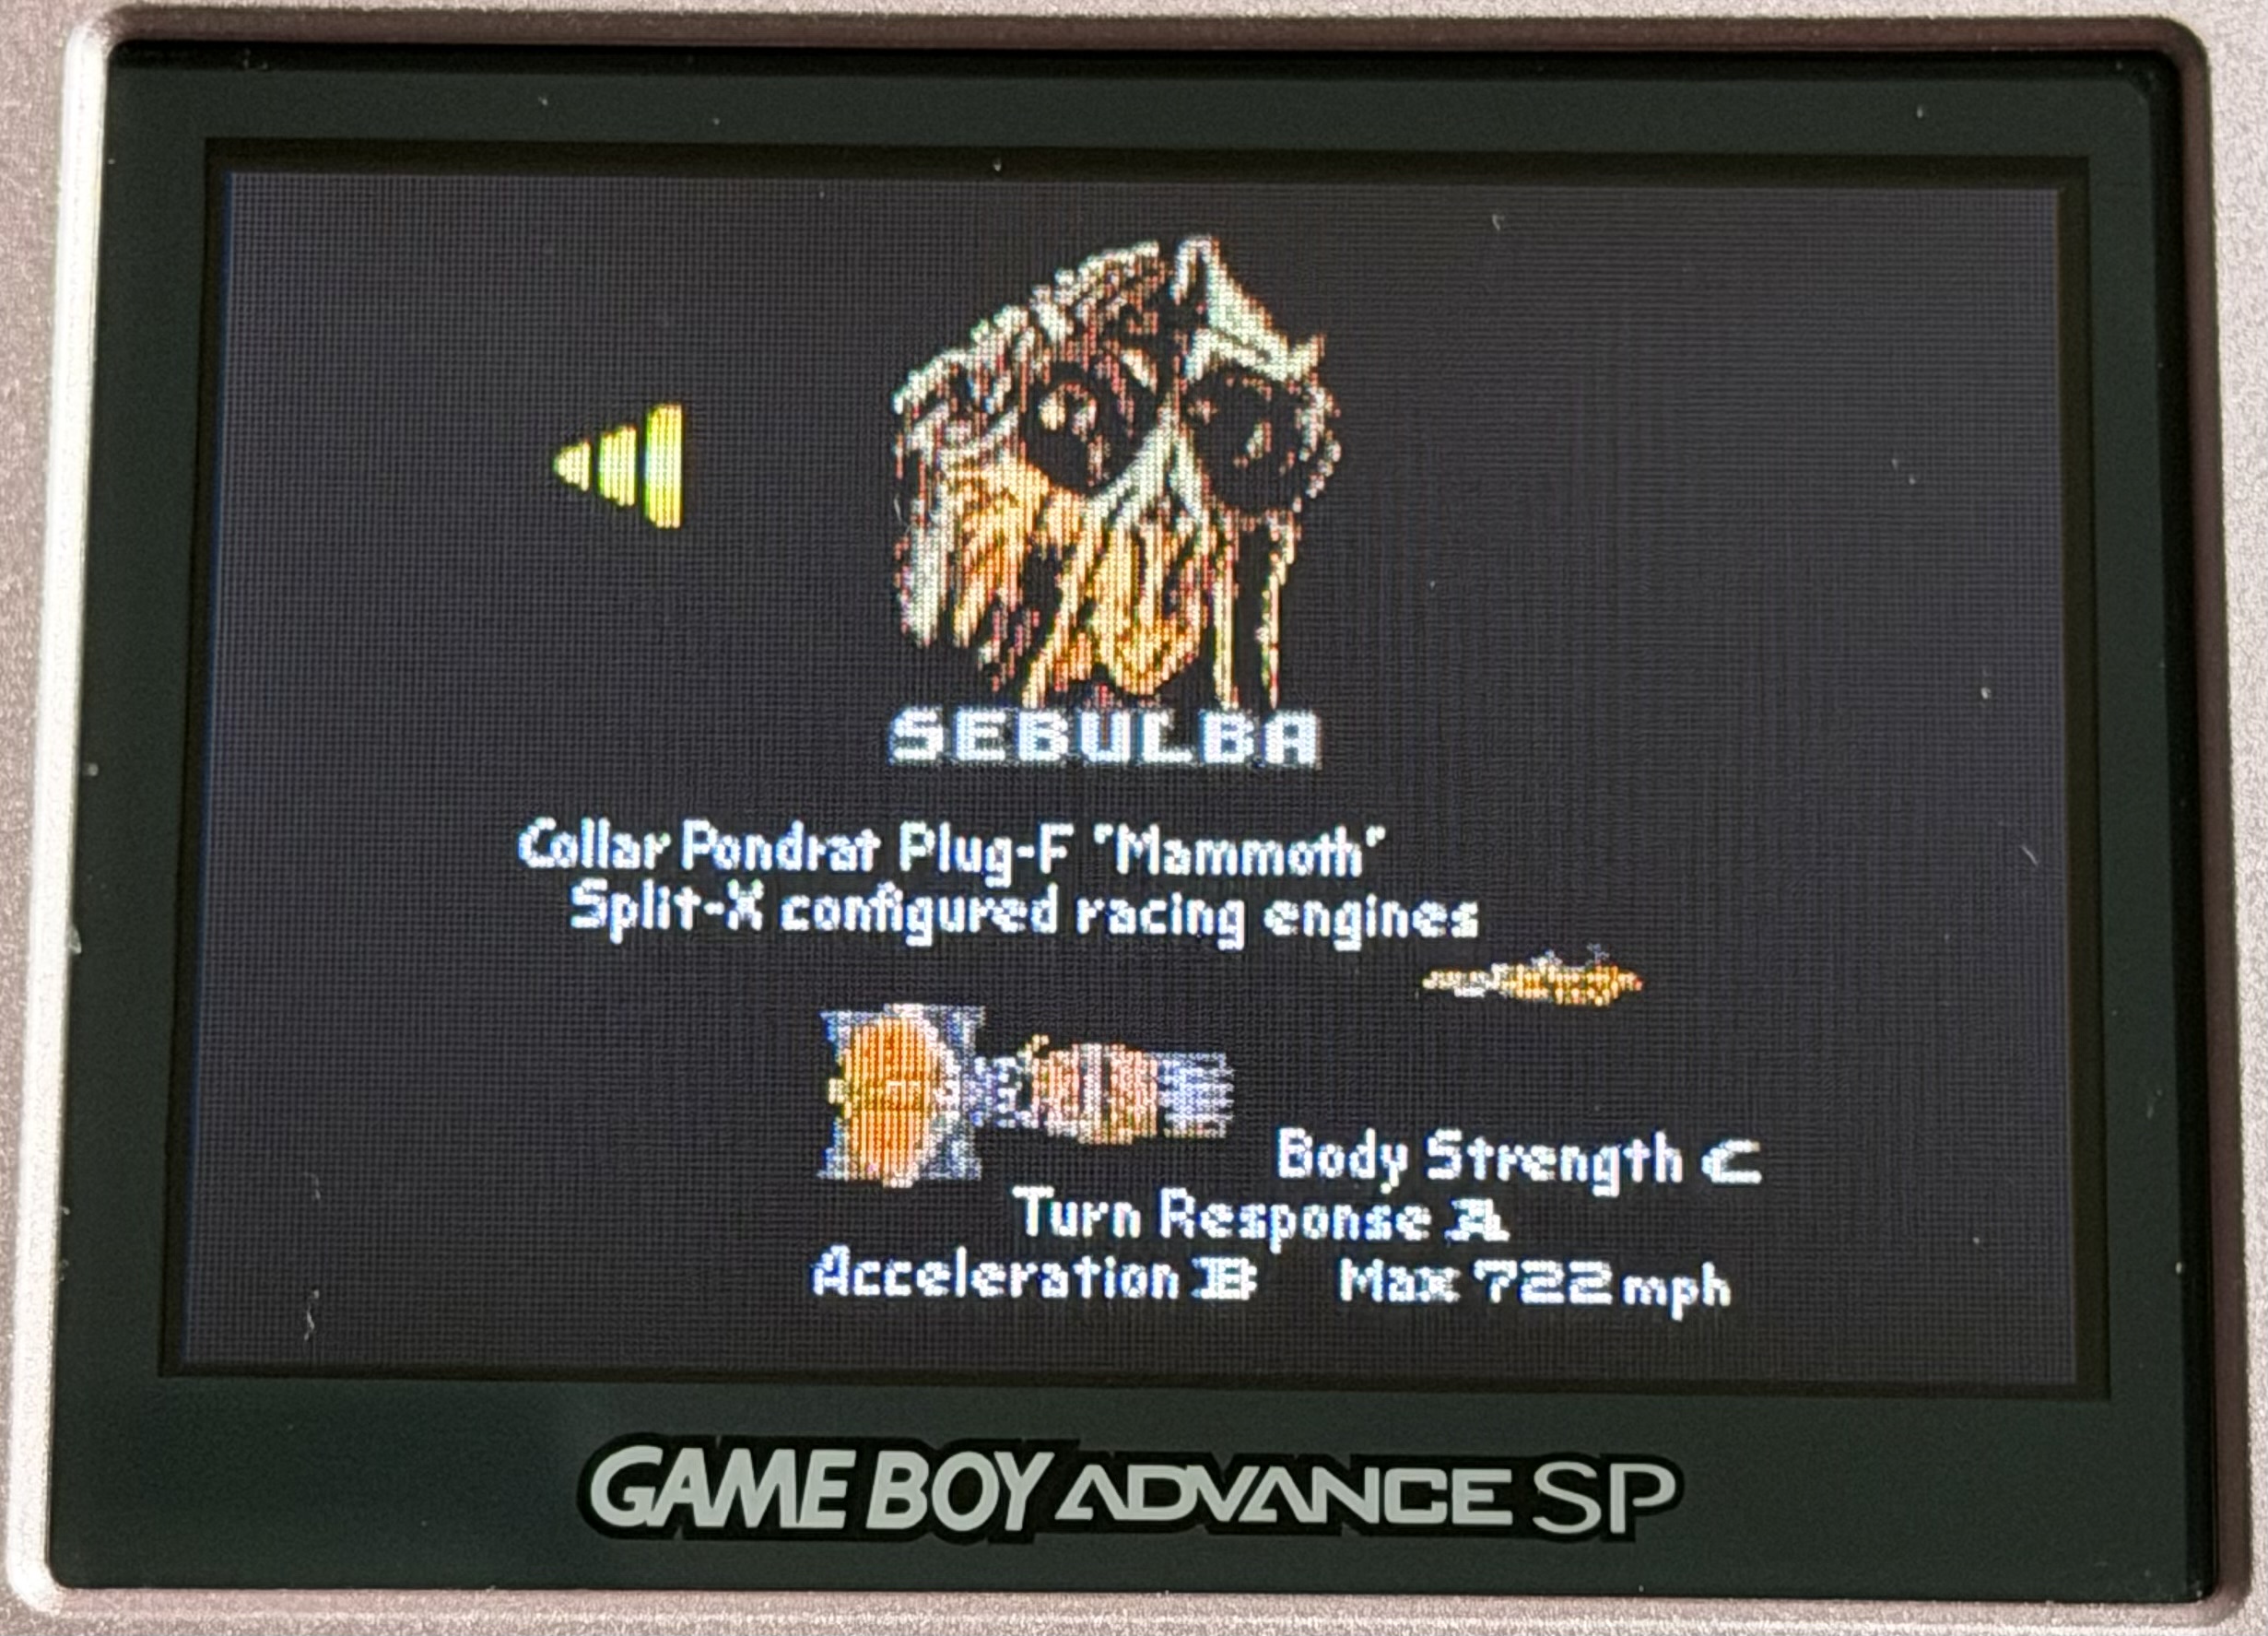 SEBULBA
Collar Pondrat Plug-F "Mammoth"
Split-X configured racing engines
Body Strength C
Turn Response A
Acceleration B Max 722 mph
GAME BOY ADVANCE SP